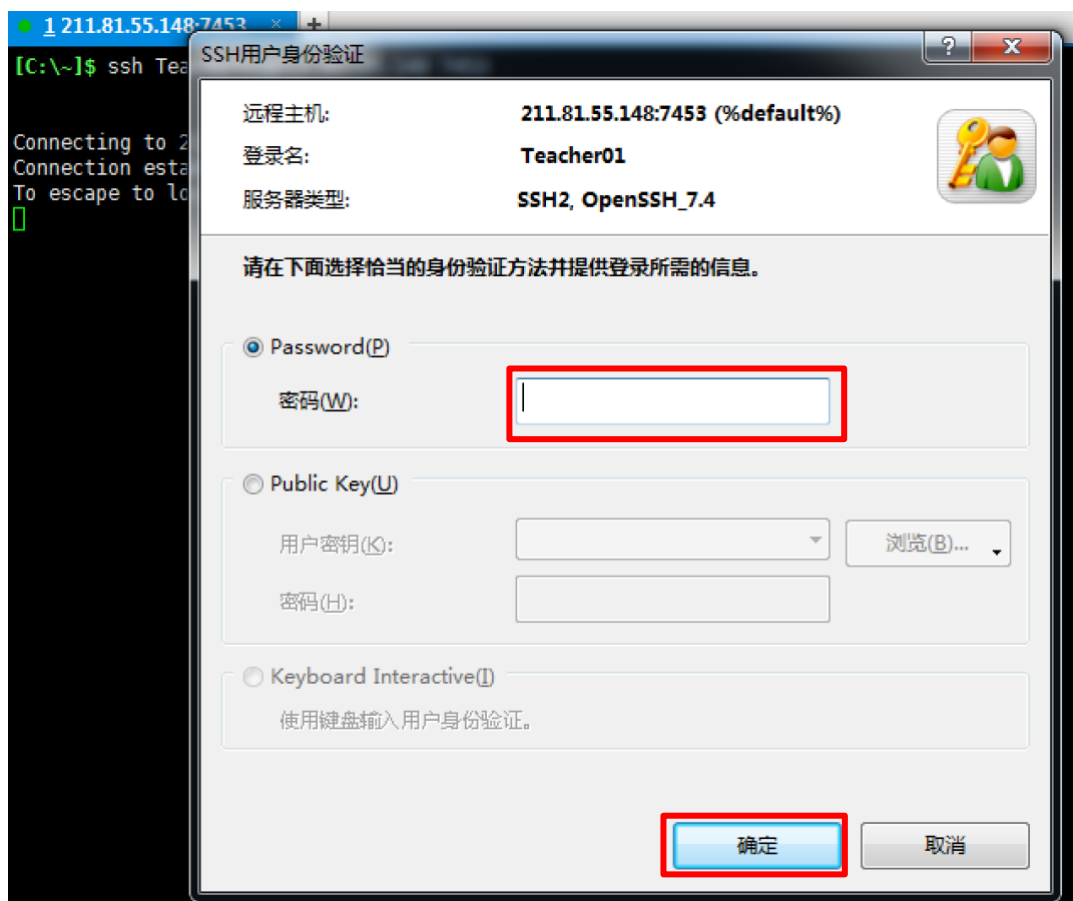 1 211.81.55.148:7453 × +
SSH用户身份验证
? x
[C:\~]$ ssh Tea
远程主机: 211.81.55.148:7453 (%default%)
登录名: Teacher01
服务器类型: SSH2, OpenSSH_7.4
Connecting to 2
Connection esta
To escape to lo
请在下面选择恰当的身份验证方法并提供登录所需的信息。
Password(P)
密码(W):
Public Key(U)
用户密钥(K): 浏览(B)...
密码(H):
Keyboard Interactive(I)
使用键盘输入用户身份验证。
确定 取消